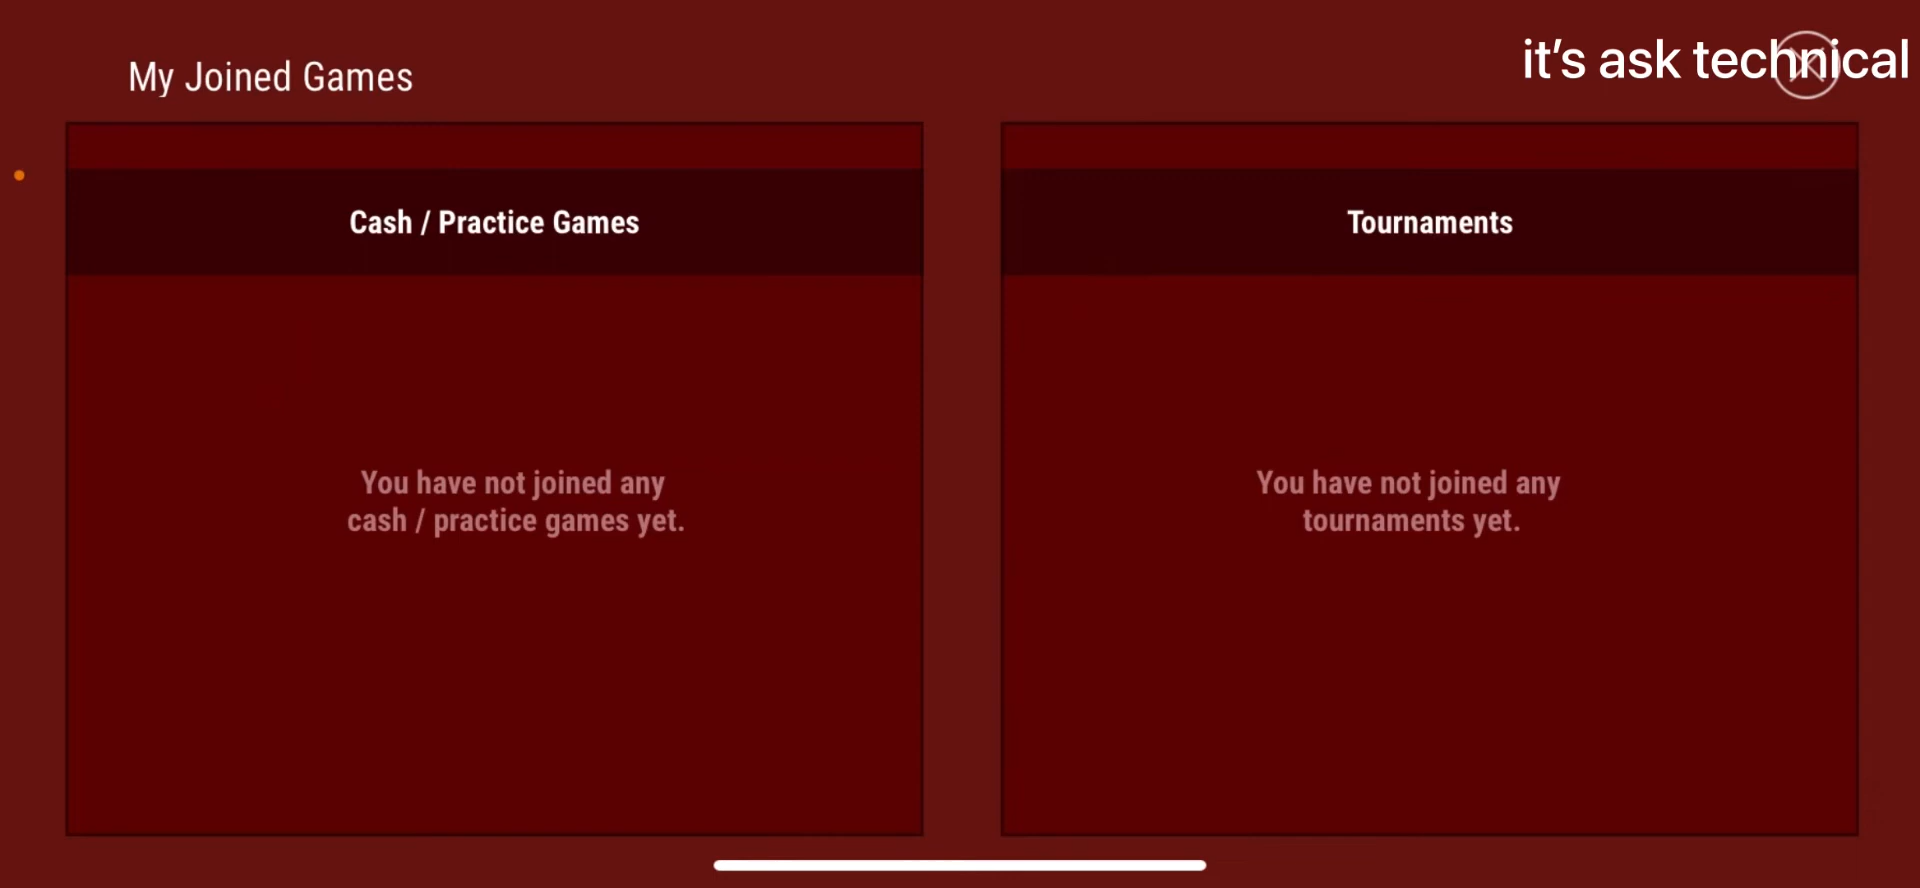 My Joined Games
it’s ask technical
Cash / Practice Games
Tournaments
You have not joined any
cash / practice games yet.
You have not joined any
tournaments yet.